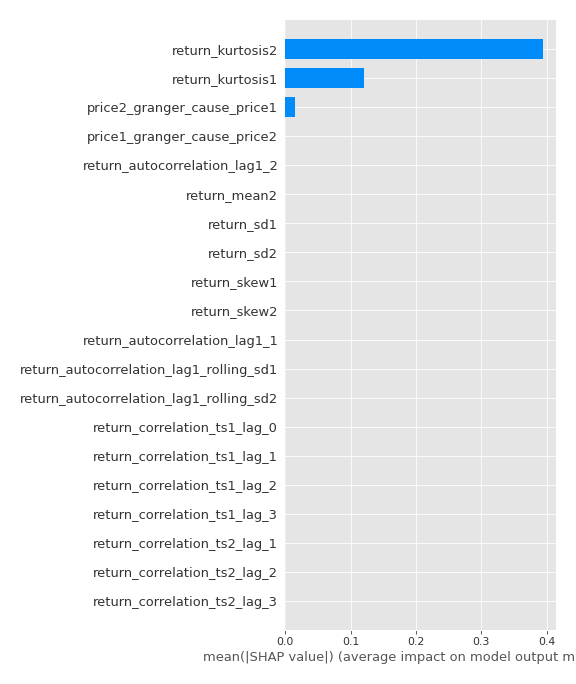 return_kurtosis2
return_kurtosis1
price2_granger_cause_price1
price1_granger_cause_price2
return_autocorrelation_lag1_2
return_mean2
return_sd1
return_sd2
return_skew1
return_skew2
return_autocorrelation_lag1_1
return_autocorrelation_lag1_rolling_sd1
return_autocorrelation_lag1_rolling_sd2
return_correlation_ts1_lag_0
return_correlation_ts1_lag_1
return_correlation_ts1_lag_2
return_correlation_ts1_lag_3
return_correlation_ts2_lag_1
return_correlation_ts2_lag_2
return_correlation_ts2_lag_3
0.0 0.1 0.2 0.3 0.4
mean(|SHAP value|) (average impact on model output m